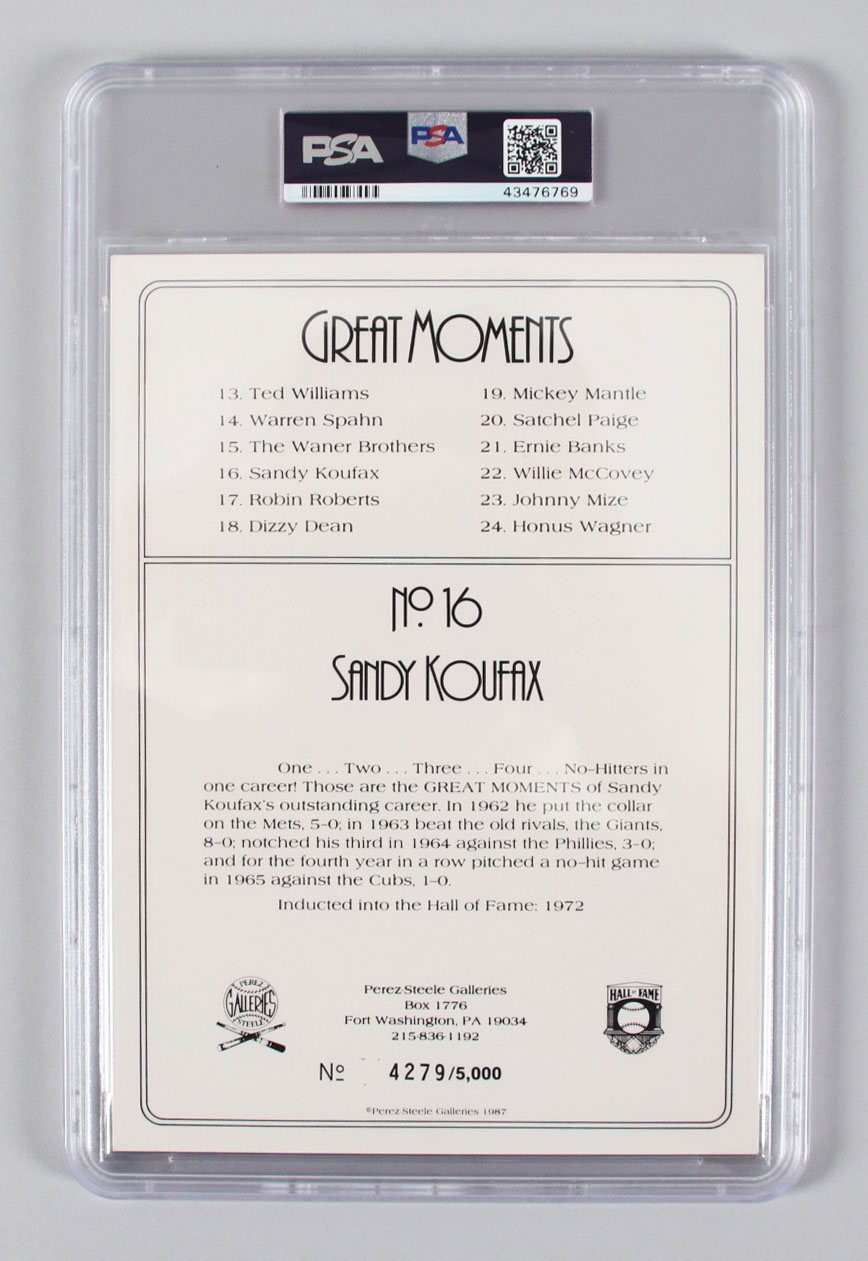 PSA
PSA
43476769
GREAT MOMENTS
13. Ted Williams
14. Warren Spahn
15. The Waner Brothers
16. Sandy Koufax
17. Robin Roberts
18. Dizzy Dean
19. Mickey Mantle
20. Satchel Paige
21. Ernie Banks
22. Willie McCovey
23. Johnny Mize
24. Honus Wagner
Nº. 16
SANDY KOUFAX
One . . . Two . . . Three . . . Four . . . No-Hitters in
one career! Those are the GREAT MOMENTS of Sandy
Koufax's outstanding career. In 1962 he put the collar
on the Mets, 5-0; in 1963 beat the old rivals, the Giants,
8-0; notched his third in 1964 against the Phillies, 3-0;
and for the fourth year in a row pitched a no-hit game
in 1965 against the Cubs, 1-0.
Inducted into the Hall of Fame: 1972
PEREZ
GALLERIES
STEELE
Perez-Steele Galleries
Box 1776
Fort Washington, PA 19034
215-836-1192
HALL OF FAME
Nº 4279/5,000
©Perez-Steele Galleries 1987